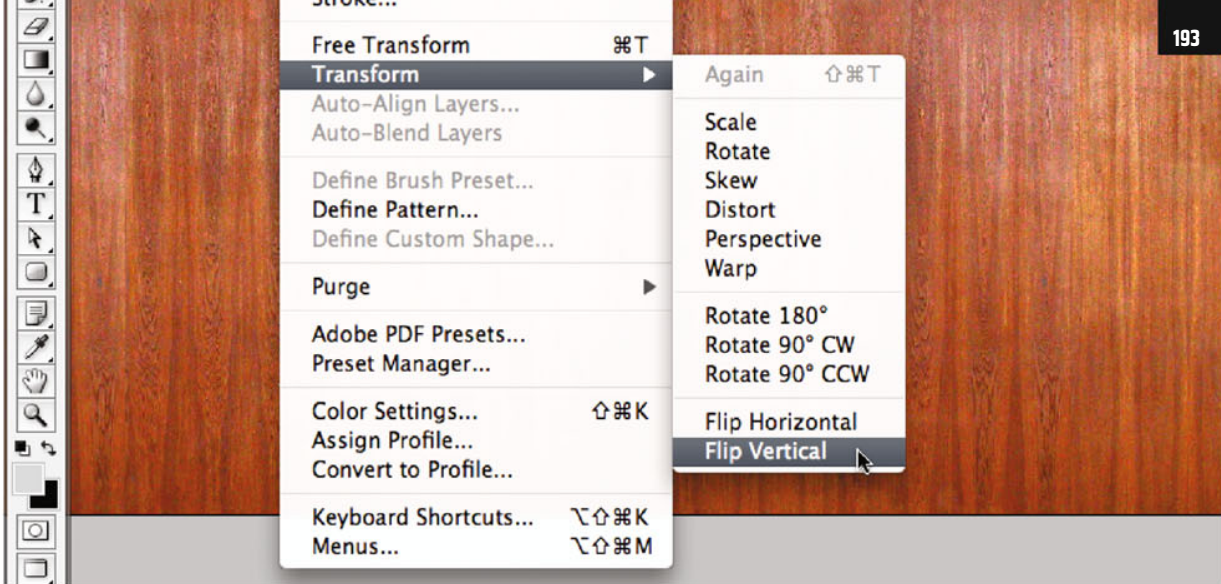 Stroke...
Free Transform ⌘T
Transform
Auto-Align Layers...
Auto-Blend Layers
Define Brush Preset...
Define Pattern...
Define Custom Shape...
Purge
Adobe PDF Presets...
Preset Manager...
Color Settings... ⇧⌘K
Assign Profile...
Convert to Profile...
Keyboard Shortcuts... ⌥⇧⌘K
Menus... ⌥⇧⌘M
Again ⇧⌘T
Scale
Rotate
Skew
Distort
Perspective
Warp
Rotate 180°
Rotate 90° CW
Rotate 90° CCW
Flip Horizontal
Flip Vertical
193
T